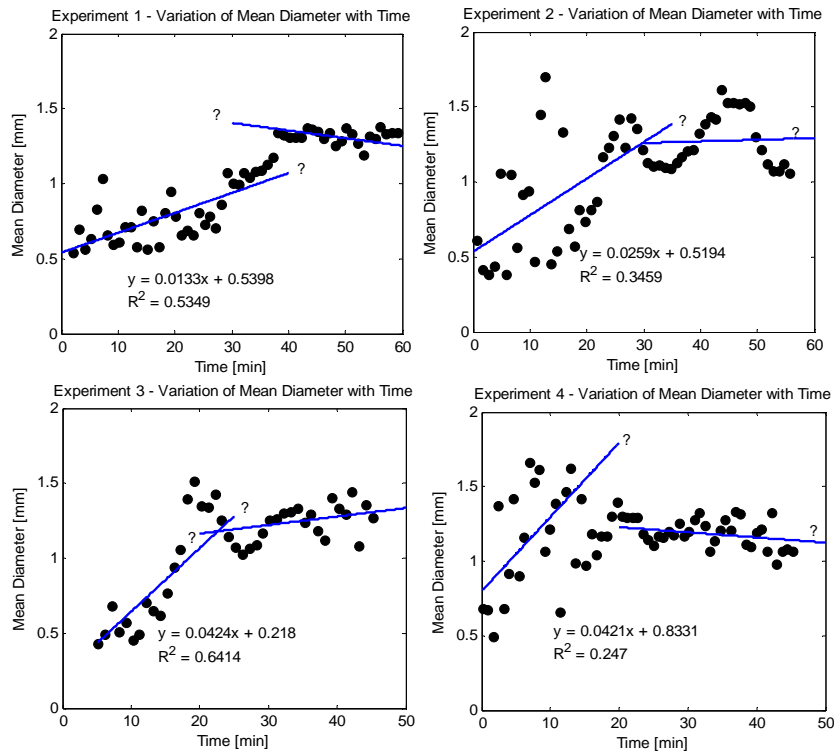 Experiment 1 - Variation of Mean Diameter with Time
2
1.5
1
0.5
0
Mean Diameter [mm]
?
?
y = 0.0133x + 0.5398
R² = 0.5349
0 10 20 30 40 50 60
Time [min]
Experiment 2 - Variation of Mean Diameter with Time
2
1.5
1
0.5
0
Mean Diameter [mm]
?
?
y = 0.0259x + 0.5194
R² = 0.3459
0 10 20 30 40 50 60
Time [min]
Experiment 3 - Variation of Mean Diameter with Time
2
1.5
1
0.5
0
Mean Diameter [mm]
?
?
y = 0.0424x + 0.218
R² = 0.6414
0 10 20 30 40 50
Time [min]
Experiment 4 - Variation of Mean Diameter with Time
2
1.5
1
0.5
0
Mean Diameter [mm]
?
?
y = 0.0421x + 0.8331
R² = 0.247
0 10 20 30 40 50
Time [min]